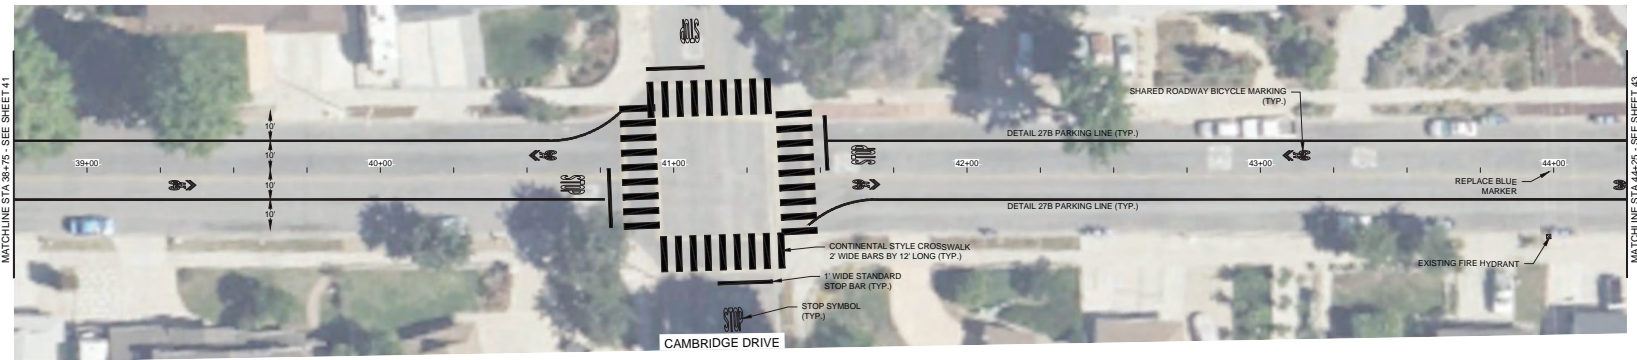 MATCHLINE STA 38+75 - SEE SHEET 41
STOP
SHARED ROADWAY BICYCLE MARKING
(TYP.)
10'
10'
10'
10'
DETAIL 27B PARKING LINE (TYP.)
39+00
40+00
41+00
42+00
43+00
44+00
STOP
STOP
REPLACE BLUE
MARKER
DETAIL 27B PARKING LINE (TYP.)
CONTINENTAL STYLE CROSSWALK
2' WIDE BARS BY 12' LONG (TYP.)
EXISTING FIRE HYDRANT
1' WIDE STANDARD
STOP BAR (TYP.)
STOP SYMBOL
(TYP.)
STOP
CAMBRIDGE DRIVE
MATCHLINE STA 44+25 - SEE SHEET 43